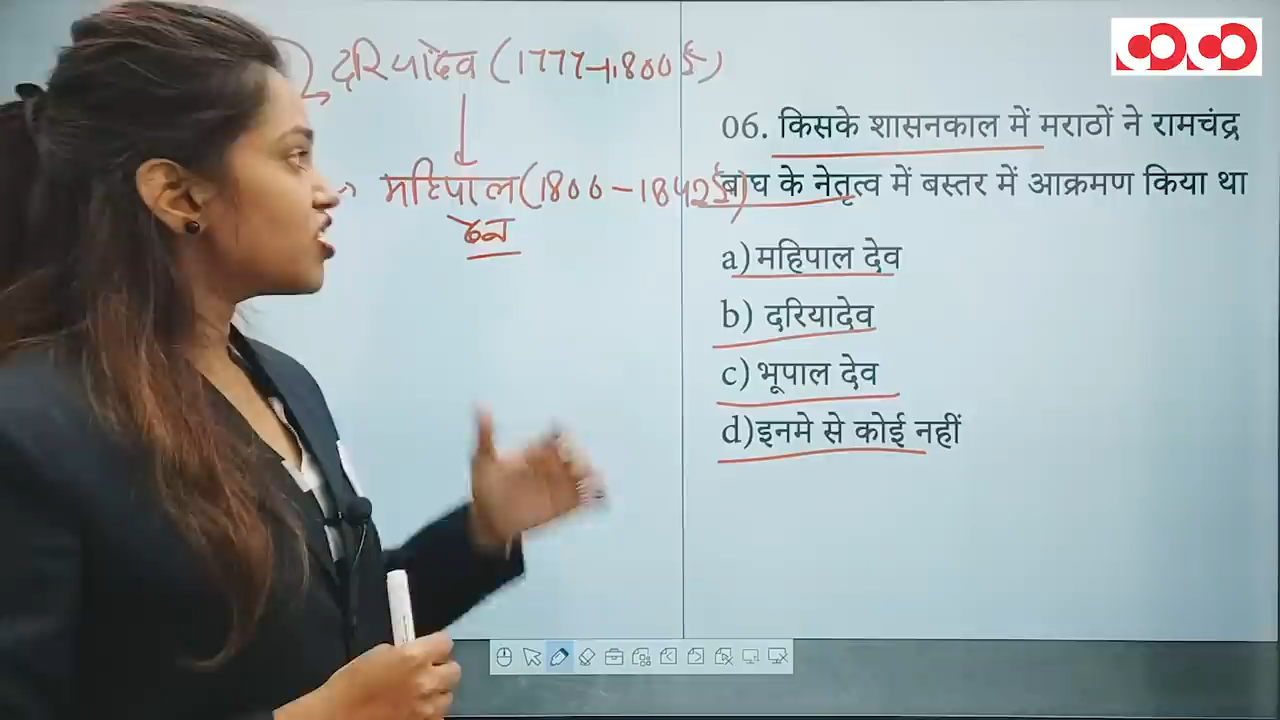 दरियादेव (1777-1800ई)
महिपाल (1800-1842ई)
देव
06. किसके शासनकाल में मराठों ने रामचंद्र
बाघ के नेतृत्व में बस्तर में आक्रमण किया था
a)महिपाल देव
b) दरियादेव
c) भूपाल देव
d)इनमे से कोई नहीं